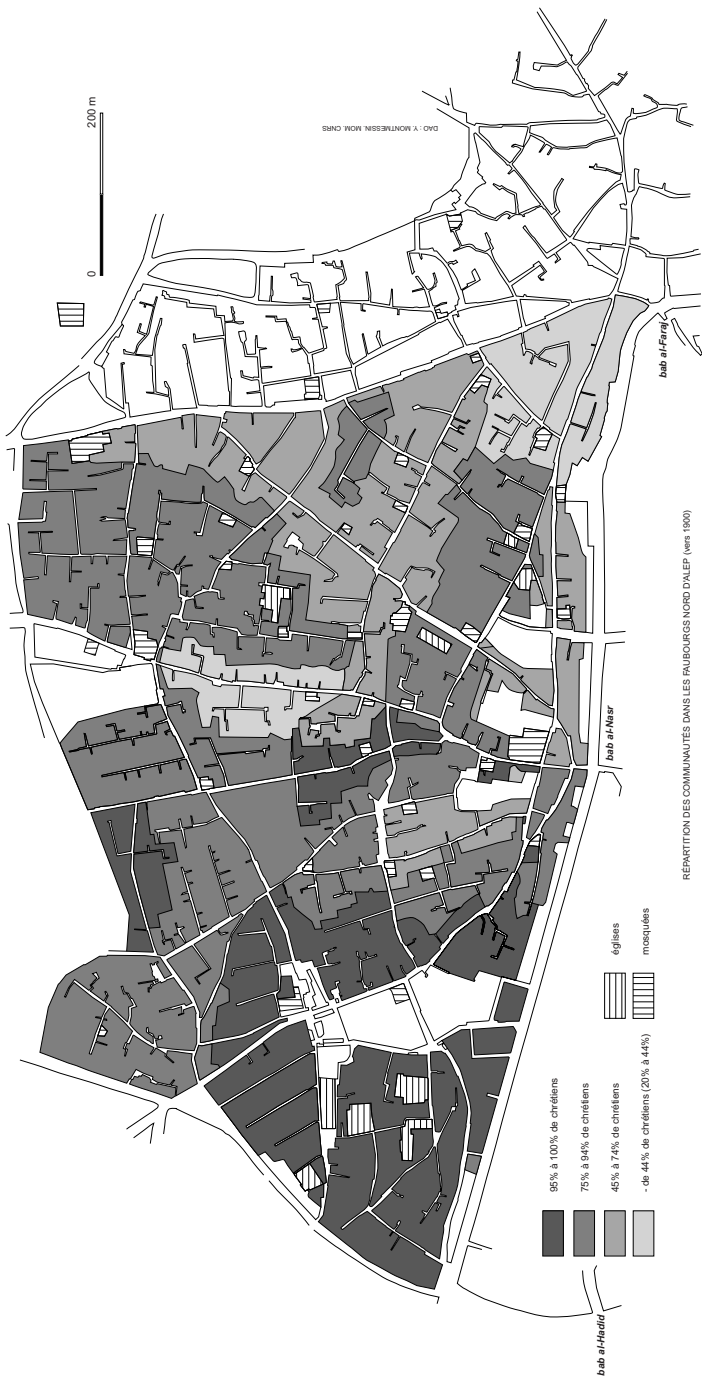 0 200 m
DAO : Y. MONTMESSIN, MOM, CNRS
bab al-Faraj
bab al-Nasr
bab al-Hadid
95% à 100% de chrétiens
75% à 94% de chrétiens
45% à 74% de chrétiens
- de 44% de chrétiens (20% à 44%)
églises
mosquées
RÉPARTITION DES COMMUNAUTÉS DANS LES FAUBOURGS NORD D'ALEP (vers 1900)